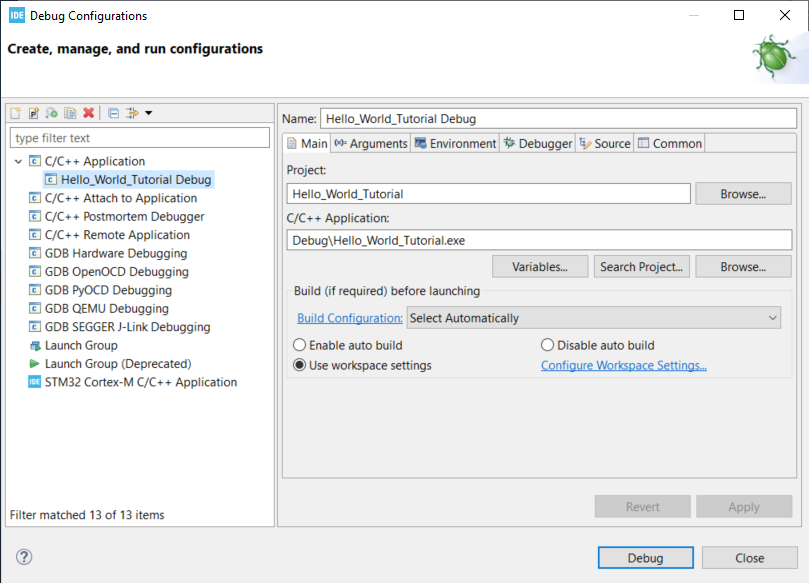 IDE Debug Configurations
Create, manage, and run configurations
type filter text
C/C++ Application
Hello_World_Tutorial Debug
C/C++ Attach to Application
C/C++ Postmortem Debugger
C/C++ Remote Application
GDB Hardware Debugging
GDB OpenOCD Debugging
GDB PyOCD Debugging
GDB QEMU Debugging
GDB SEGGER J-Link Debugging
Launch Group
Launch Group (Deprecated)
IDE STM32 Cortex-M C/C++ Application
Filter matched 13 of 13 items
Name: Hello_World_Tutorial Debug
Main (x)= Arguments Environment Debugger Source Common
Project:
Hello_World_Tutorial Browse...
C/C++ Application:
Debug\Hello_World_Tutorial.exe
Variables... Search Project... Browse...
Build (if required) before launching
Build Configuration: Select Automatically
Enable auto build Disable auto build
Use workspace settings Configure Workspace Settings...
Revert Apply
? Debug Close